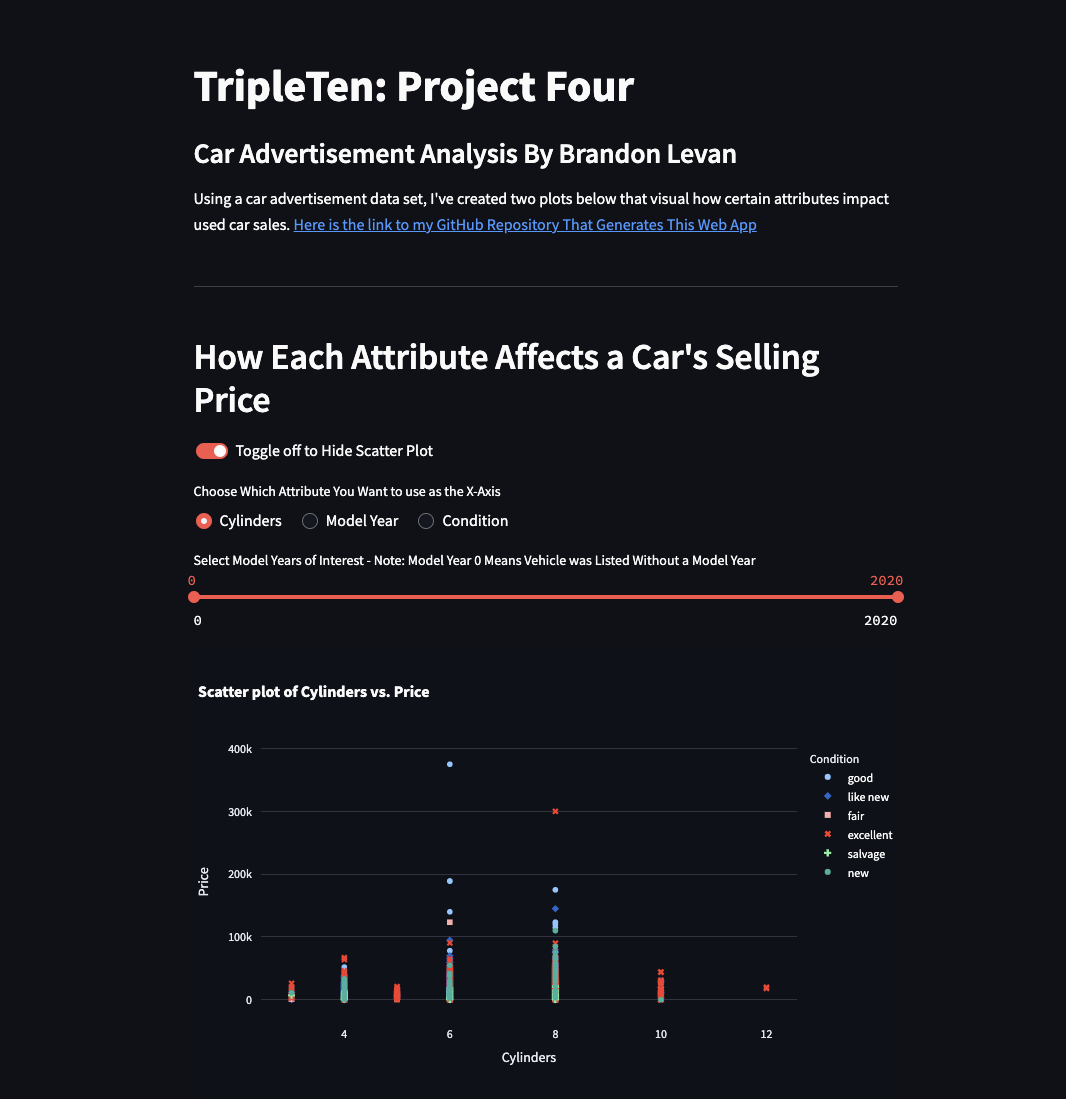 TripleTen: Project Four
Car Advertisement Analysis By Brandon Levan
Using a car advertisement data set, I've created two plots below that visual how certain attributes impact
used car sales. Here is the link to my GitHub Repository That Generates This Web App
How Each Attribute Affects a Car's Selling
Price
Toggle off to Hide Scatter Plot
Choose Which Attribute You Want to use as the X-Axis
Cylinders Model Year Condition
Select Model Years of Interest - Note: Model Year 0 Means Vehicle was Listed Without a Model Year
0 2020
0 2020
Scatter plot of Cylinders vs. Price
400k
300k
200k
100k
0
Price
4 6 8 10 12
Cylinders
Condition
good
like new
fair
excellent
salvage
new